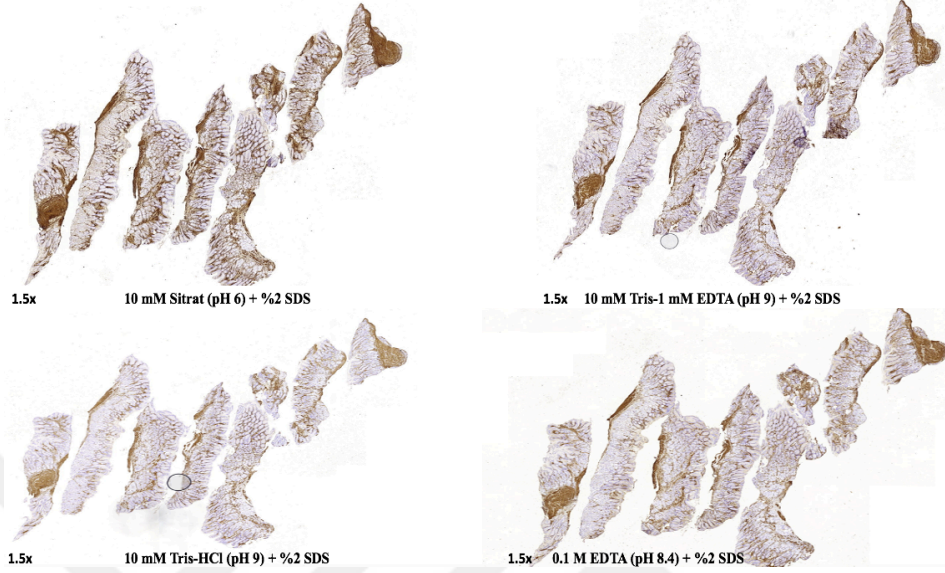 1.5x 10 mM Sitrat (pH 6) + %2 SDS
1.5x 10 mM Tris-1 mM EDTA (pH 9) + %2 SDS
1.5x 10 mM Tris-HCl (pH 9) + %2 SDS
1.5x 0.1 M EDTA (pH 8.4) + %2 SDS